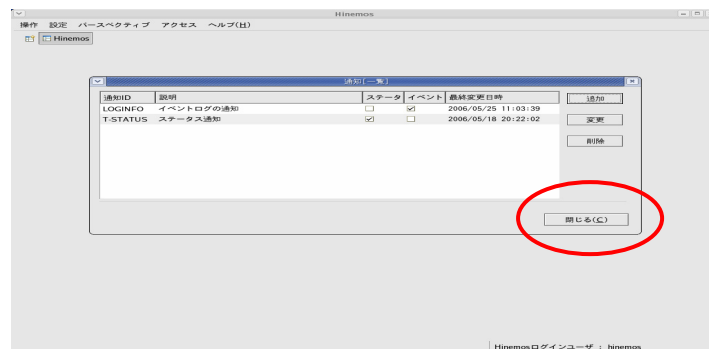 Hinemos
操作 設定 パースペクティブ アクセス ヘルプ(H)
Hinemos
通知[一覧]
通知ID 説明 ステータ イベント 最終変更日時
LOGINFO イベントログの通知 2006/05/25 11:03:39
T-STATUS ステータス通知 2006/05/18 20:22:02
追加
変更
削除
閉じる(C)
Hinemosログインユーザ : hinemos